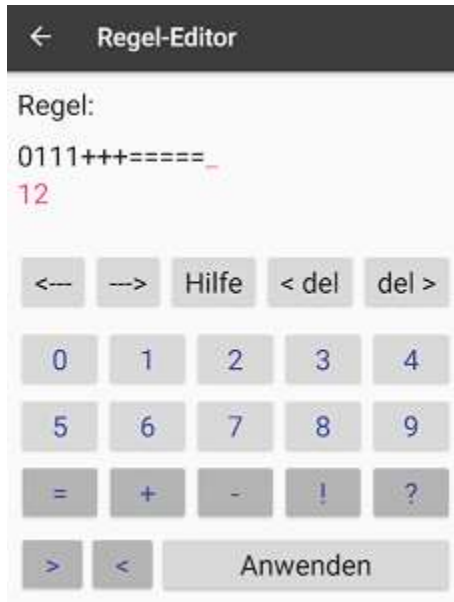 ← Regel-Editor
Regel:
0111+++=====_
12
<--- ---> Hilfe < del del >
0 1 2 3 4
5 6 7 8 9
= + - ! ?
> < Anwenden